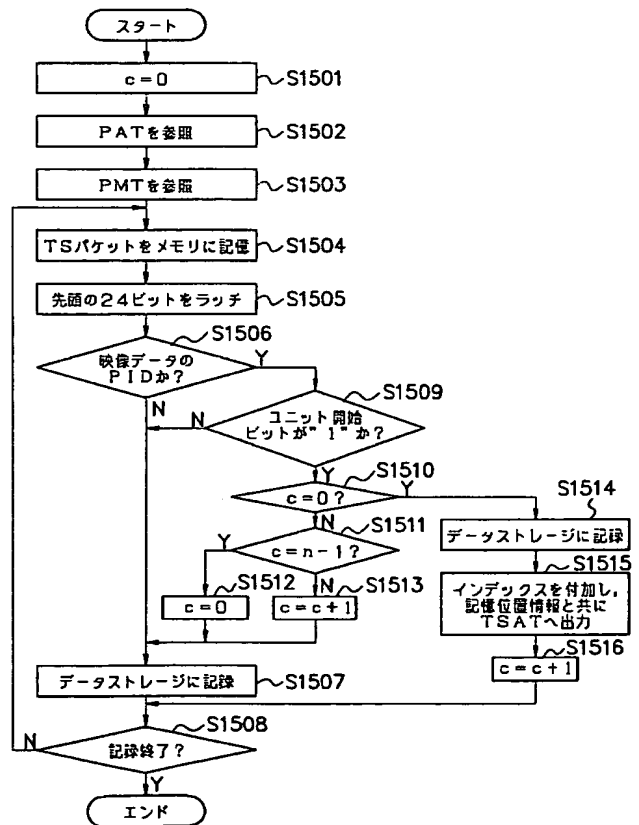 スタート
c=0
S1501
PATを参照
S1502
PMTを参照
S1503
TSパケットをメモリに記憶
S1504
先頭の24ビットをラッチ
S1505
S1506
映像データの
PIDか?
Y
N
S1509
ユニット開始
ビットが"1"か?
N
Y
S1510
c=0?
Y
N
S1511
c=n-1?
Y
N
S1512
c=0
S1513
c=c+1
S1514
データストレージに記録
S1515
インデックスを付加し,
記憶位置情報と共に
TSATへ出力
S1516
c=c+1
データストレージに記録
S1507
S1508
記録終了?
N
Y
エンド